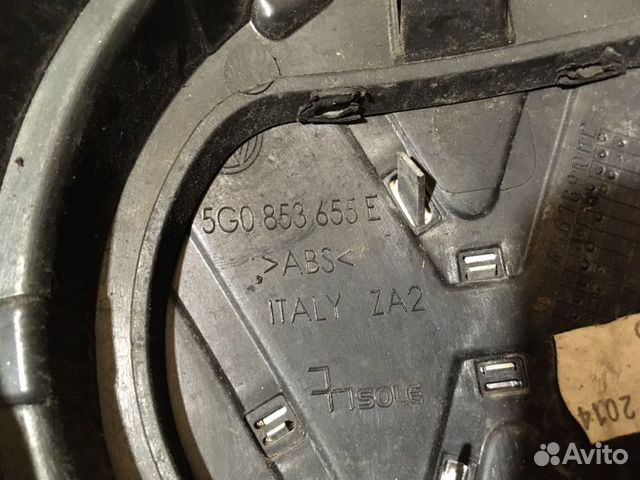 5G0 853 655 E
>ABS<
ITALY ZA2
ISOLE
2014
Avito